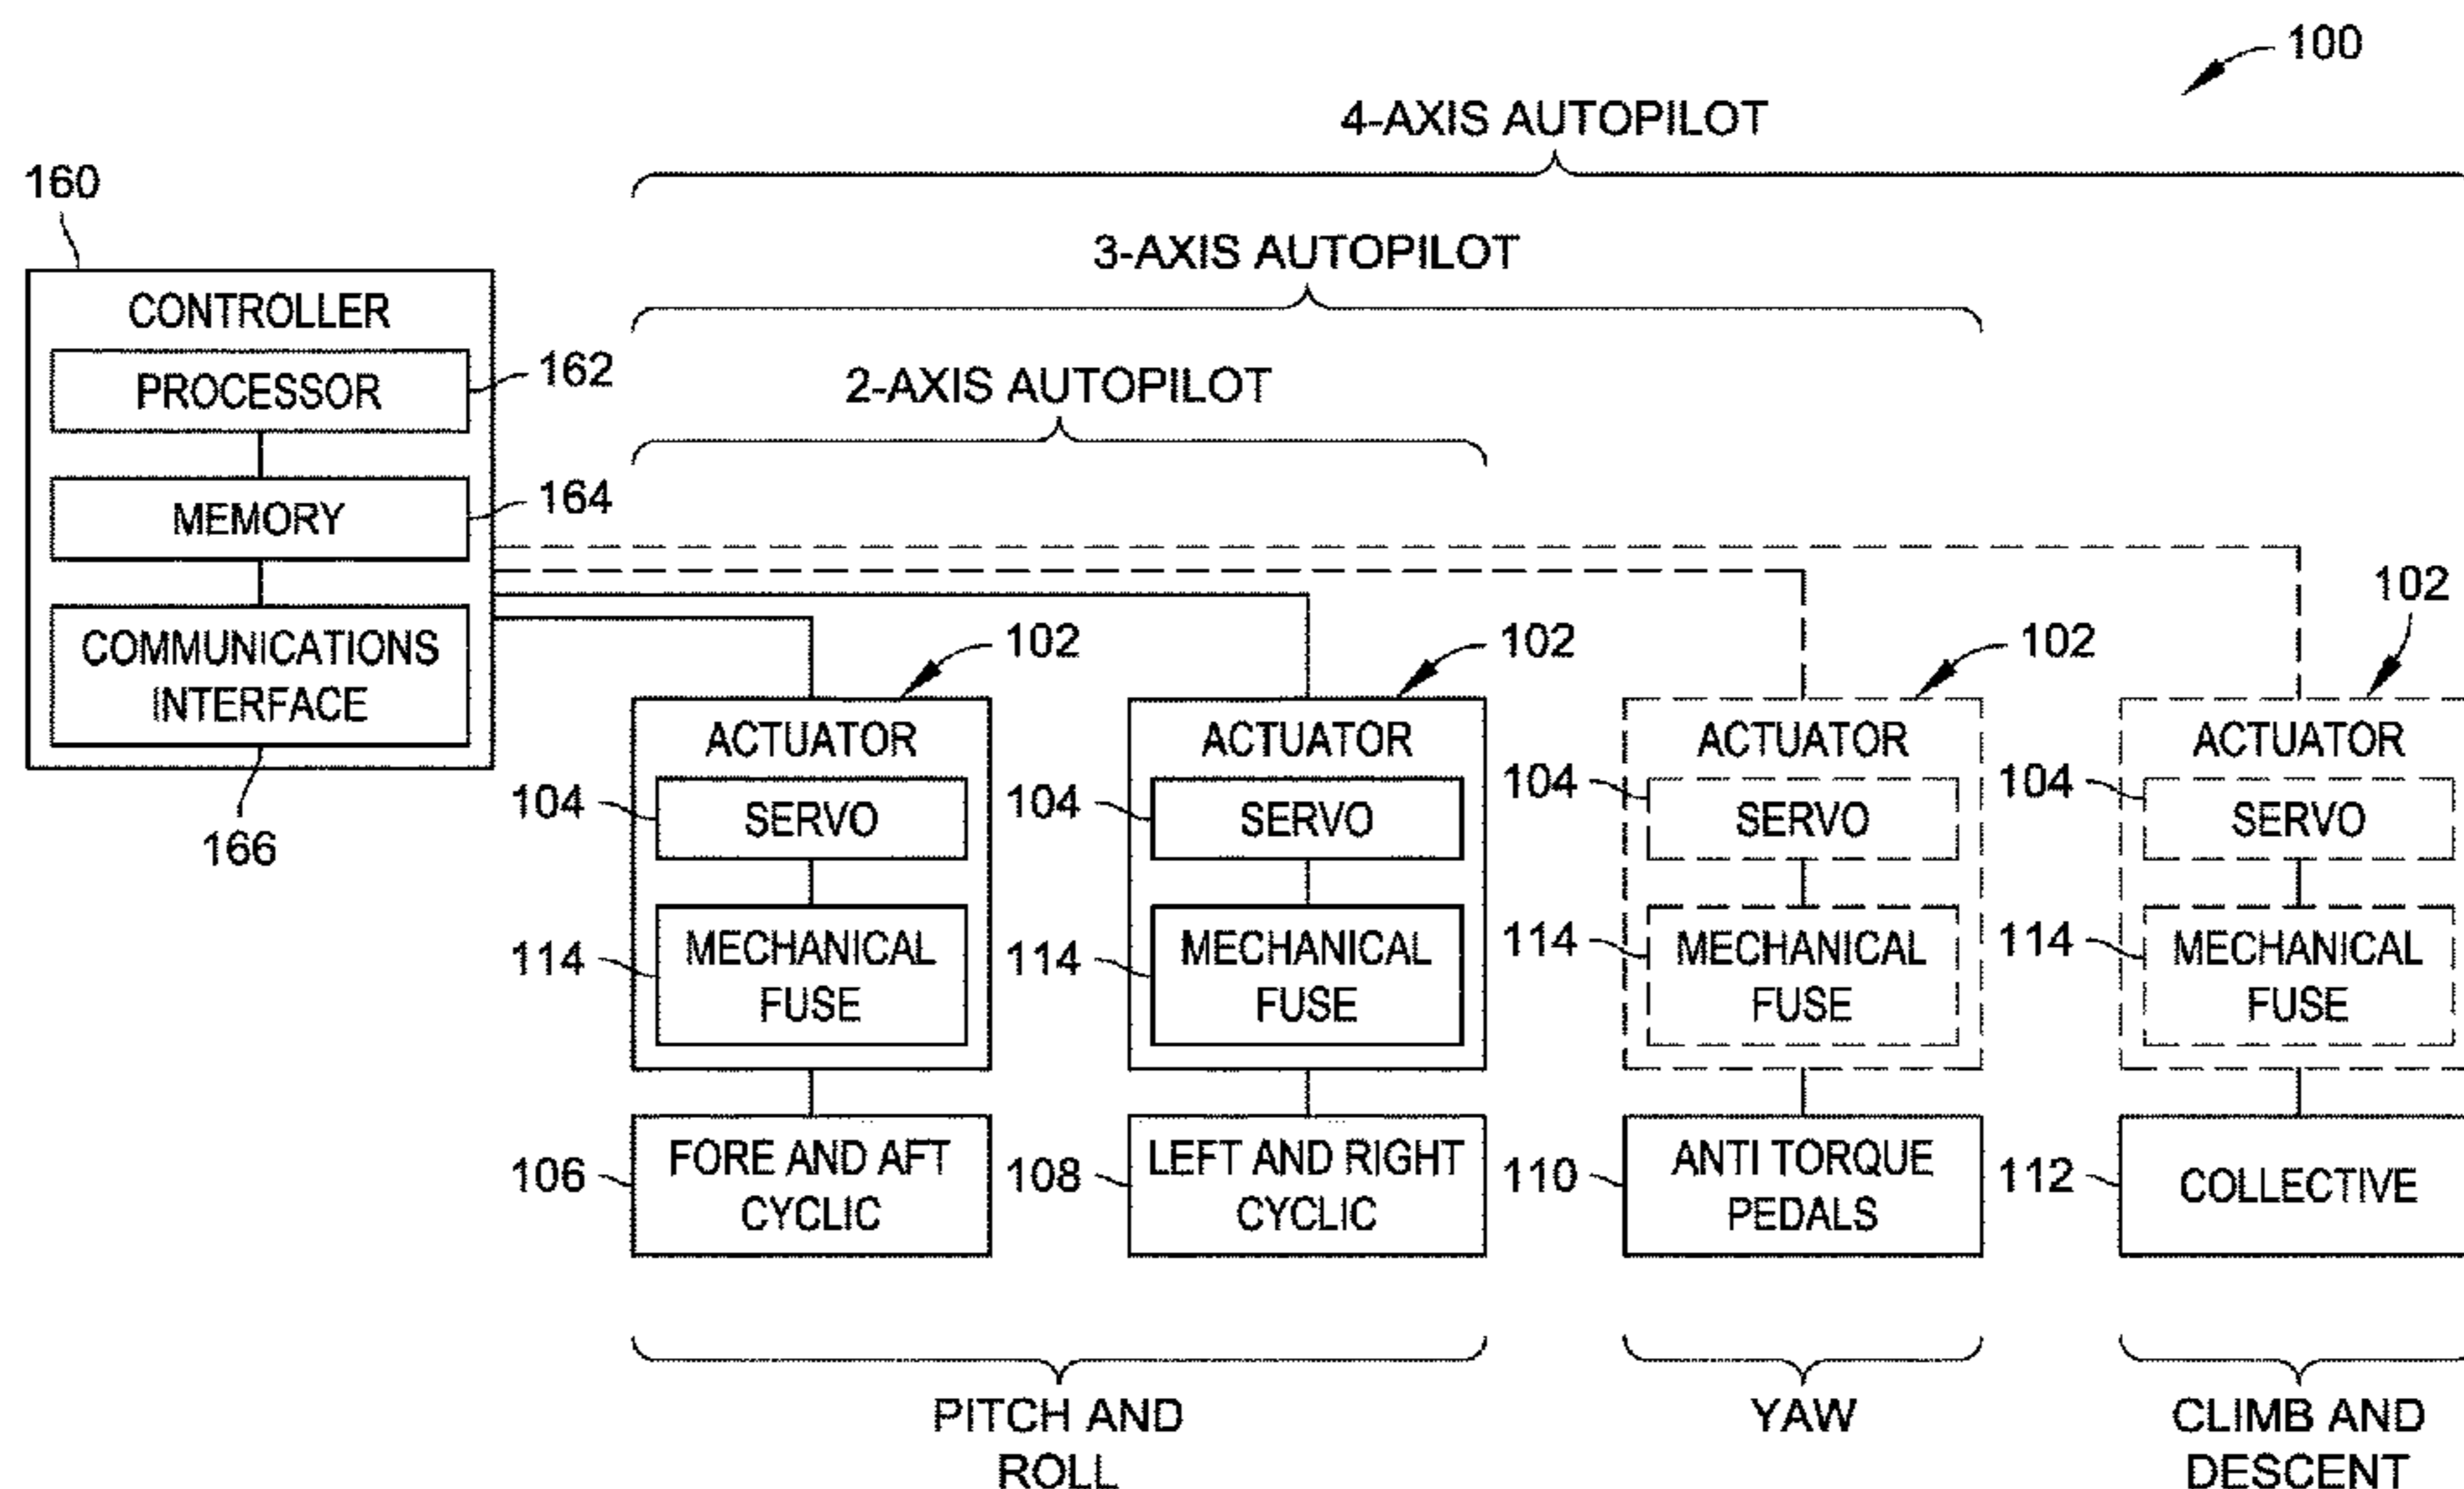 100
4-AXIS AUTOPILOT
160
3-AXIS AUTOPILOT
CONTROLLER
PROCESSOR
162
2-AXIS AUTOPILOT
MEMORY
164
COMMUNICATIONS
INTERFACE
166
102
102
102
102
ACTUATOR
ACTUATOR
ACTUATOR
ACTUATOR
104
SERVO
104
SERVO
104
SERVO
104
SERVO
114
MECHANICAL
FUSE
114
MECHANICAL
FUSE
114
MECHANICAL
FUSE
114
MECHANICAL
FUSE
106
FORE AND AFT
CYCLIC
108
LEFT AND RIGHT
CYCLIC
110
ANTI TORQUE
PEDALS
112
COLLECTIVE
PITCH AND
ROLL
YAW
CLIMB AND
DESCENT